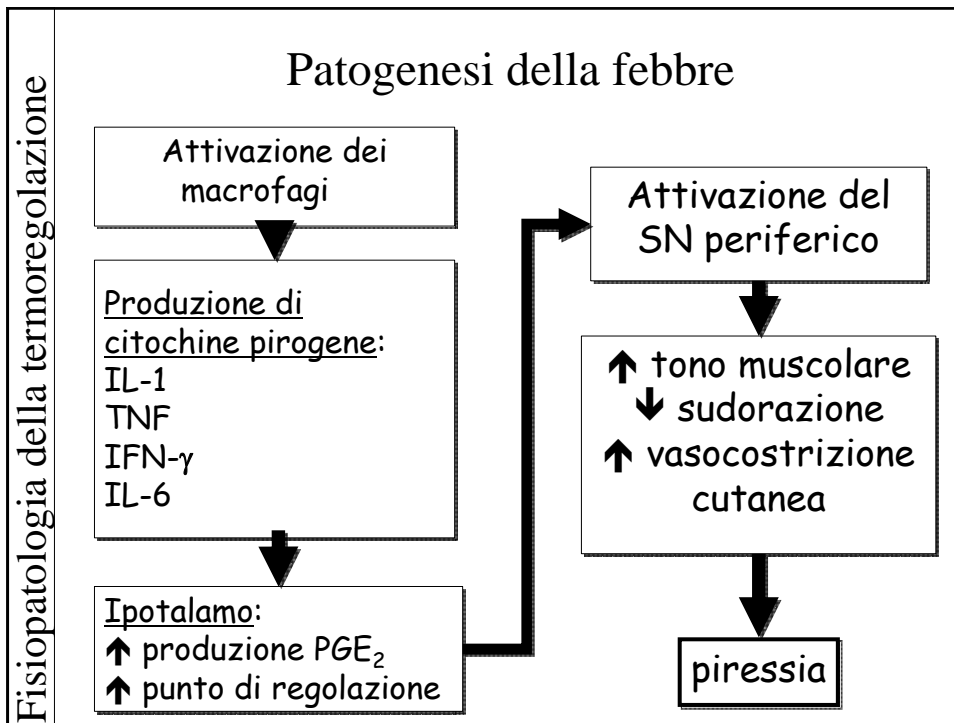 Fisiopatologia della termoregolazione
Patogenesi della febbre
Attivazione dei
macrofagi
Produzione di
citochine pirogene:
IL-1
TNF
IFN-γ
IL-6
Ipotalamo:
↑ produzione PGE₂
↑ punto di regolazione
Attivazione del
SN periferico
↑ tono muscolare
↓ sudorazione
↑ vasocostrizione
cutanea
piressia